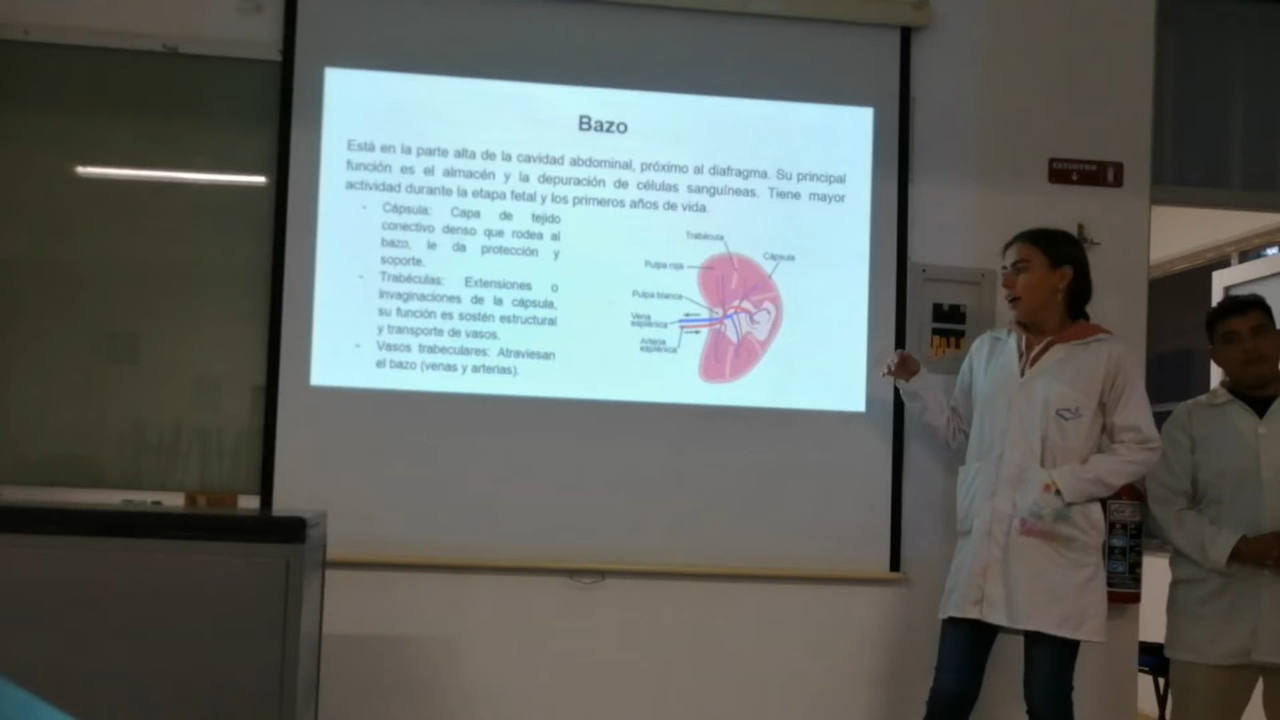 Bazo
Está en la parte alta de la cavidad abdominal, próximo al diafragma. Su principal
función es el almacén y la depuración de células sanguíneas. Tiene mayor
actividad durante la etapa fetal y los primeros años de vida.
- Cápsula: Capa de tejido
conectivo denso que rodea al
bazo, le da protección y
soporte.
- Trabéculas: Extensiones o
invaginaciones de la cápsula,
su función es sostén estructural
y transporte de vasos.
- Vasos trabeculares: Atraviesan
el bazo (venas y arterias).
Trabécula
Cápsula
Pulpa roja
Pulpa blanca
Vena
esplénica
Arteria
esplénica
EXTINTOR